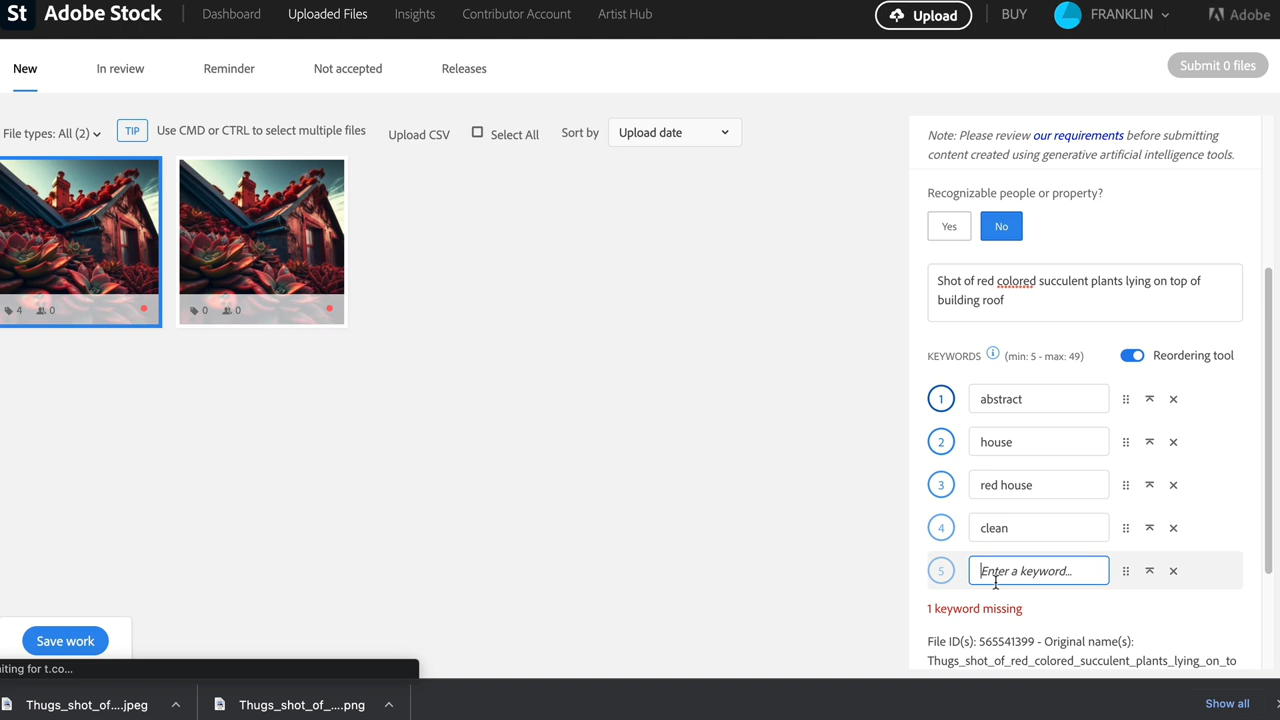 St Adobe Stock Dashboard Uploaded Files Insights Contributor Account Artist Hub Upload BUY FRANKLIN Adobe
New In review Reminder Not accepted Releases Submit 0 files
File types: All (2) TIP Use CMD or CTRL to select multiple files Upload CSV Select All Sort by Upload date
4 0 0 0
Note: Please review our requirements before submitting
content created using generative artificial intelligence tools.
Recognizable people or property?
Yes No
Shot of red colored succulent plants lying on top of
building roof
KEYWORDS (min: 5 - max: 49) Reordering tool
1 abstract
2 house
3 red house
4 clean
5 Enter a keyword...
1 keyword missing
File ID(s): 565541399 - Original name(s):
Thugs_shot_of_red_colored_succulent_plants_lying_on_to
Save work
iting for t.co...
Thugs_shot_of....jpeg Thugs_shot_of_....png Show all